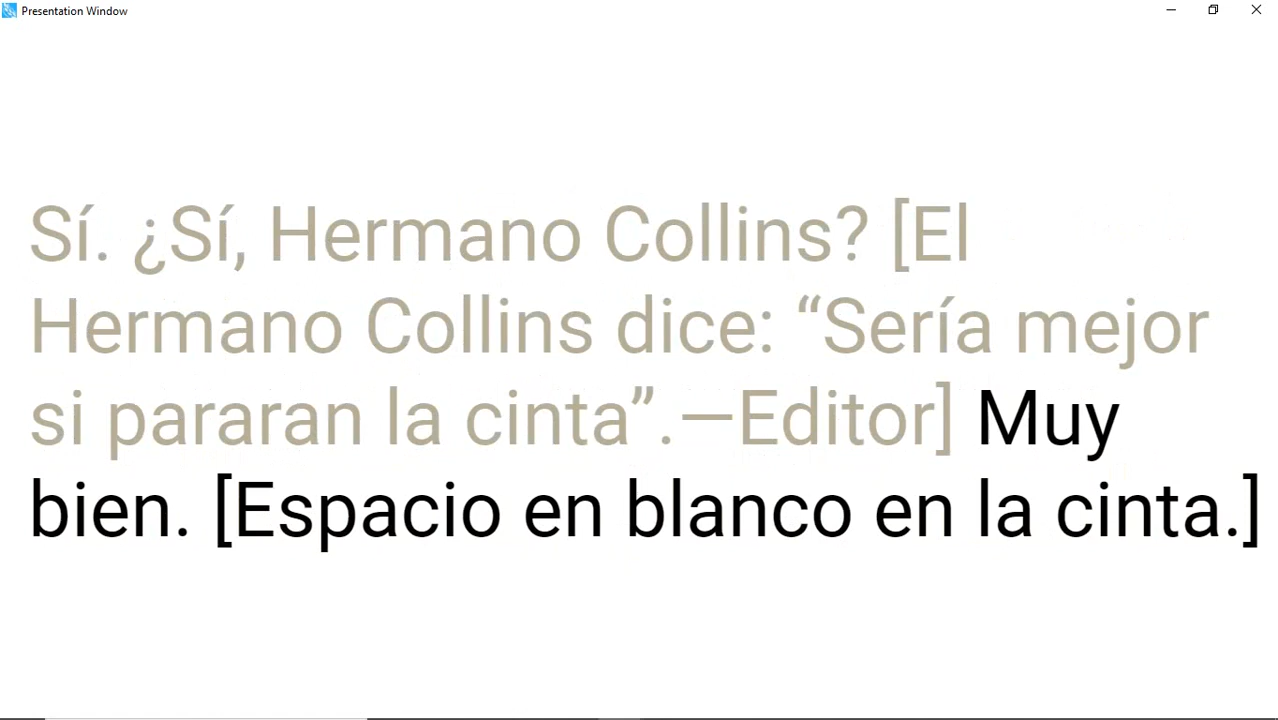 Presentation Window
Sí. ¿Sí, Hermano Collins? [El
Hermano Collins dice: “Sería mejor
si pararan la cinta”.—Editor] Muy
bien. [Espacio en blanco en la cinta.]